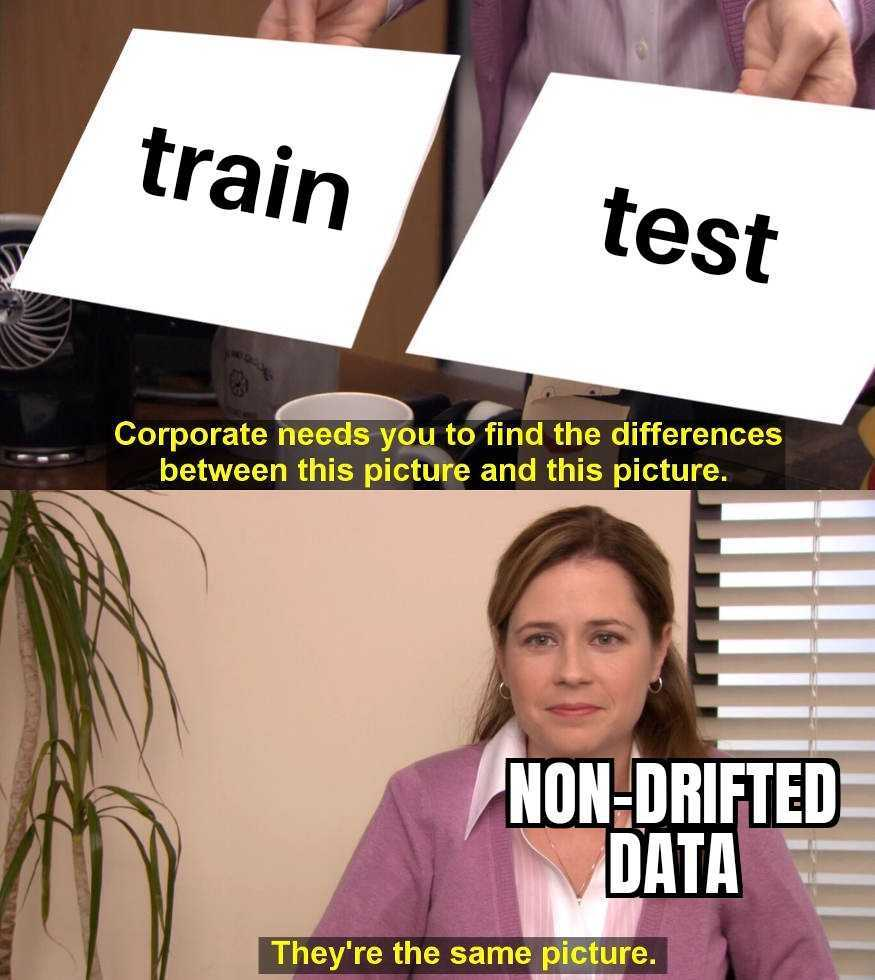 train
test
Corporate needs you to find the differences
between this picture and this picture.
NON-DRIFTED
DATA
They're the same picture.